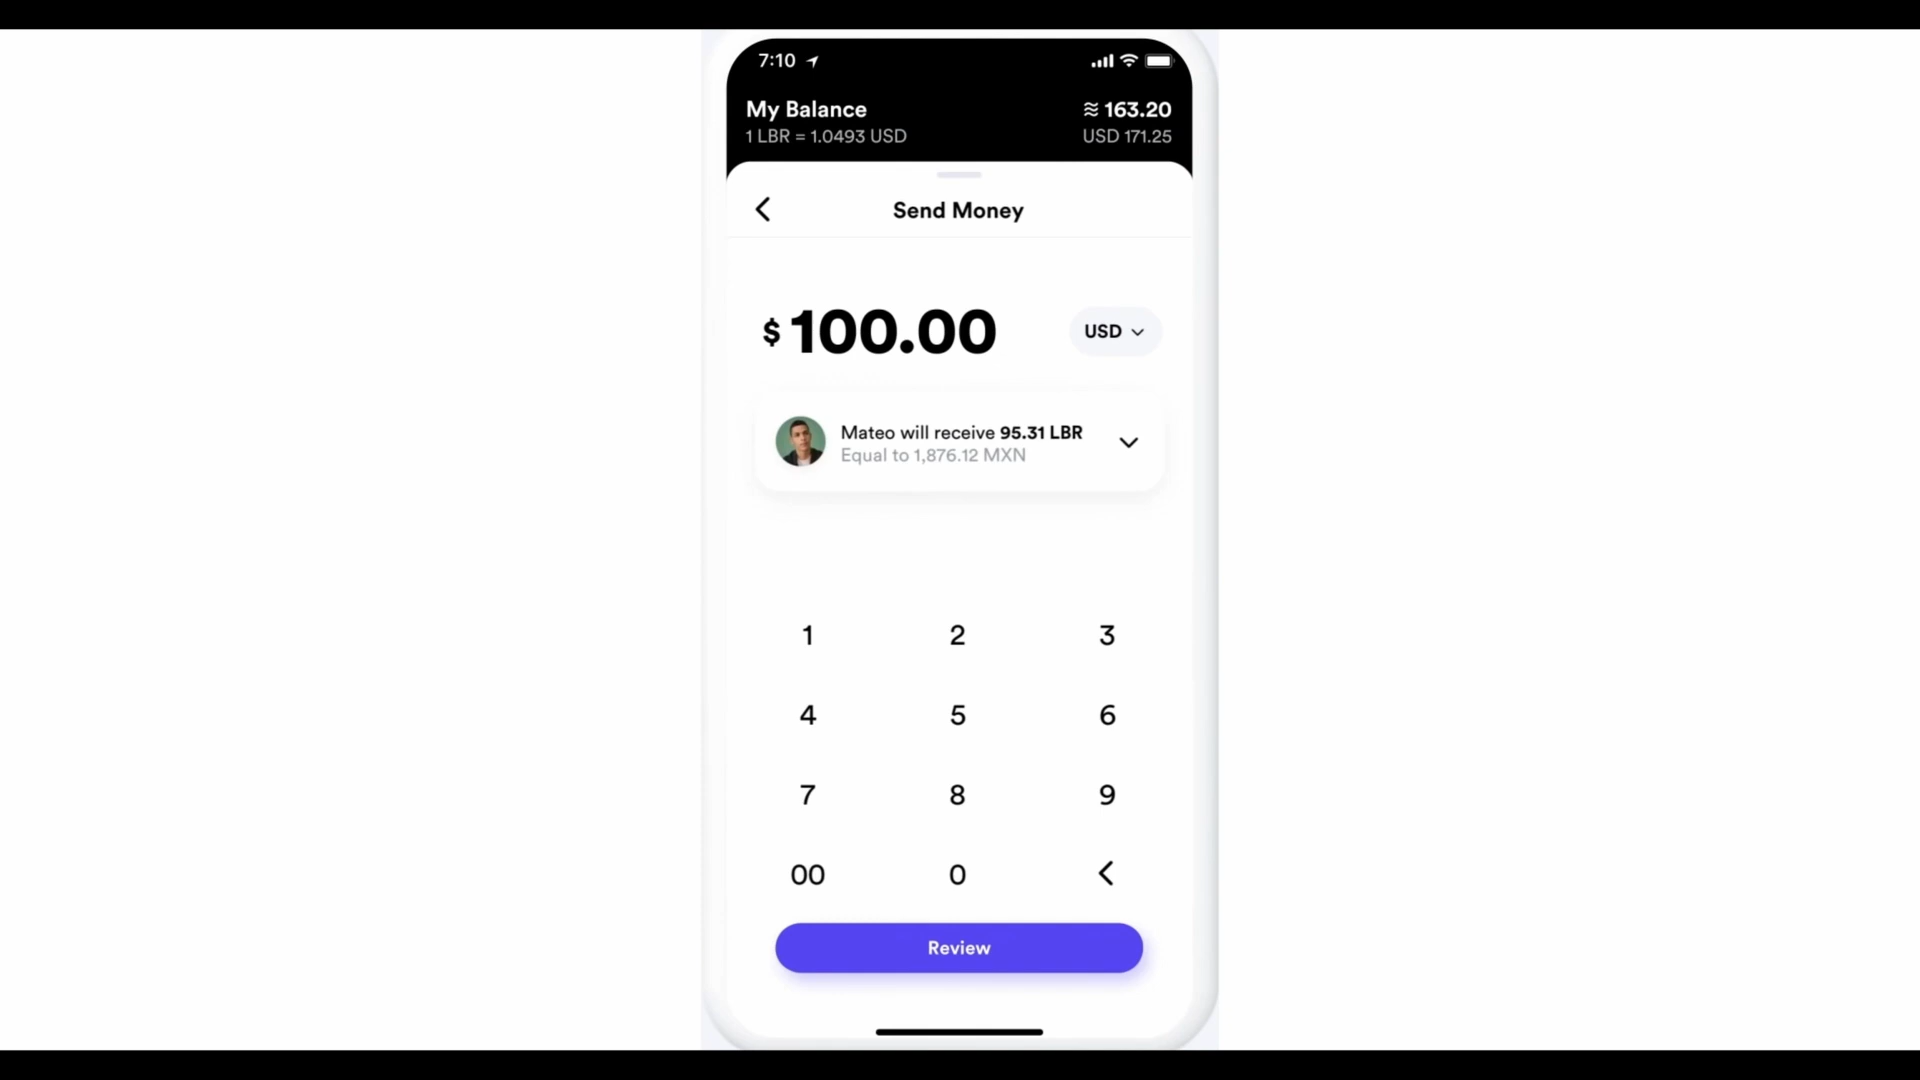 7:10
My Balance
≋ 163.20
1 LBR = 1.0493 USD
USD 171.25
Send Money
$ 100.00
USD
Mateo will receive 95.31 LBR
Equal to 1,876.12 MXN
1 2 3
4 5 6
7 8 9
00 0
Review